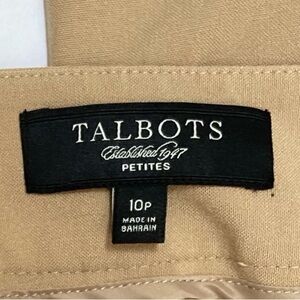 TALBOTS
Established 1947
PETITES
10P
MADE IN
BAHRAIN